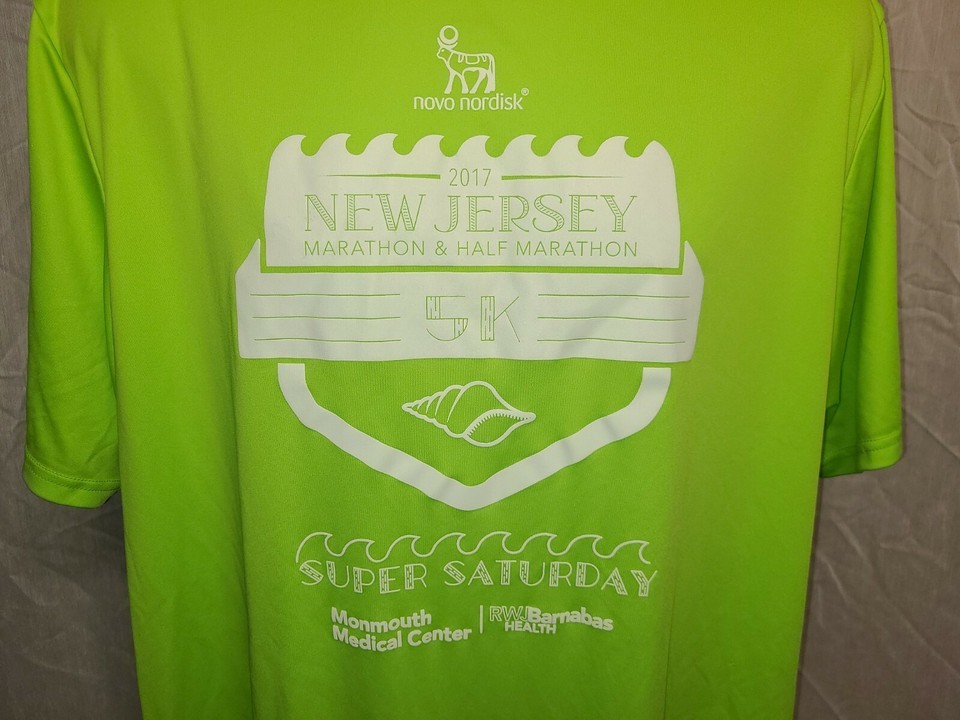 novo nordisk®
2017
NEW JERSEY
MARATHON & HALF MARATHON
5K
SUPER SATURDAY
Monmouth
Medical Center
RWJBarnabas
HEALTH